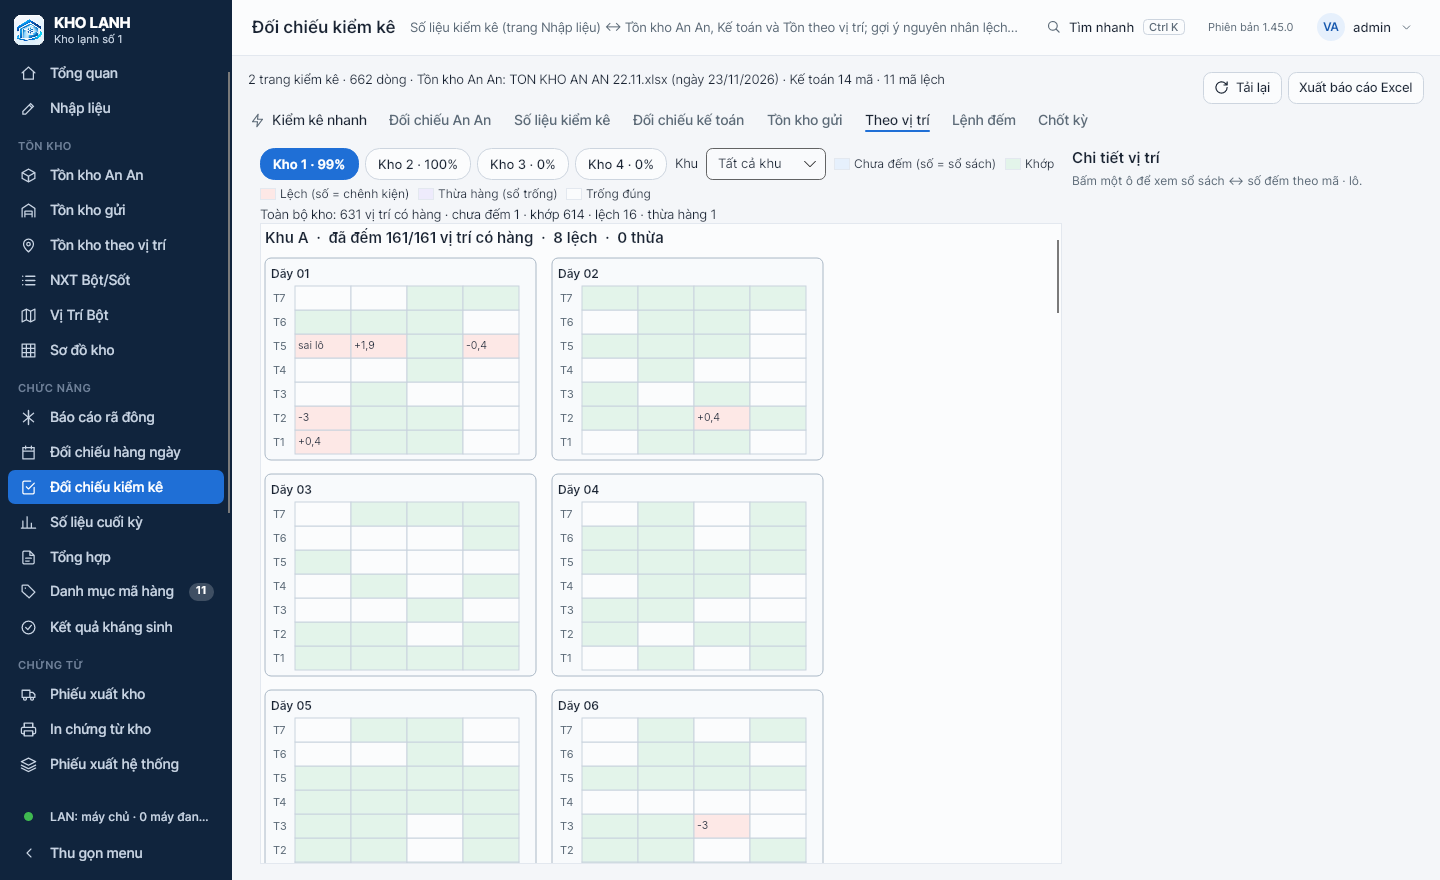 KHO LẠNH
Kho lạnh số 1
Tổng quan
Nhập liệu
TỒN KHO
Tồn kho An An
Tồn kho gửi
Tồn kho theo vị trí
NXT Bột/Sốt
Vị Trí Bột
Sơ đồ kho
CHỨC NĂNG
Báo cáo rã đông
Đối chiếu hàng ngày
Đối chiếu kiểm kê
Số liệu cuối kỳ
Tổng hợp
Danh mục mã hàng 11
Kết quả kháng sinh
CHỨNG TỪ
Phiếu xuất kho
In chứng từ kho
Phiếu xuất hệ thống
LAN: máy chủ · 0 máy đan...
Thu gọn menu
Đối chiếu kiểm kê
Số liệu kiểm kê (trang Nhập liệu) ↔ Tồn kho An An, Kế toán và Tồn theo vị trí; gợi ý nguyên nhân lệch...
Tìm nhanh Ctrl K
Phiên bản 1.45.0
VA admin
2 trang kiểm kê · 662 dòng · Tồn kho An An: TON KHO AN AN 22.11.xlsx (ngày 23/11/2026) · Kế toán 14 mã · 11 mã lệch
Tải lại
Xuất báo cáo Excel
Kiểm kê nhanh
Đối chiếu An An
Số liệu kiểm kê
Đối chiếu kế toán
Tồn kho gửi
Theo vị trí
Lệnh đếm
Chốt kỳ
Kho 1 · 99%
Kho 2 · 100%
Kho 3 · 0%
Kho 4 · 0%
Khu
Tất cả khu
Chưa đếm (số = sổ sách)
Khớp
Lệch (số = chênh kiện)
Thừa hàng (sổ trống)
Trống đúng
Toàn bộ kho: 631 vị trí có hàng · chưa đếm 1 · khớp 614 · lệch 16 · thừa hàng 1
Khu A · đã đếm 161/161 vị trí có hàng · 8 lệch · 0 thừa
Dãy 01
T7
T6
T5 sai lô +1,9 -0,4
T4
T3
T2 -3
T1 +0,4
Dãy 02
T7
T6
T5
T4
T3
T2 +0,4
T1
Dãy 03
T7
T6
T5
T4
T3
T2
T1
Dãy 04
T7
T6
T5
T4
T3
T2
T1
Dãy 05
T7
T6
T5
T4
T3
T2
Dãy 06
T7
T6
T5
T4
T3 -3
T2
Chi tiết vị trí
Bấm một ô để xem sổ sách ↔ số đếm theo mã · lô.